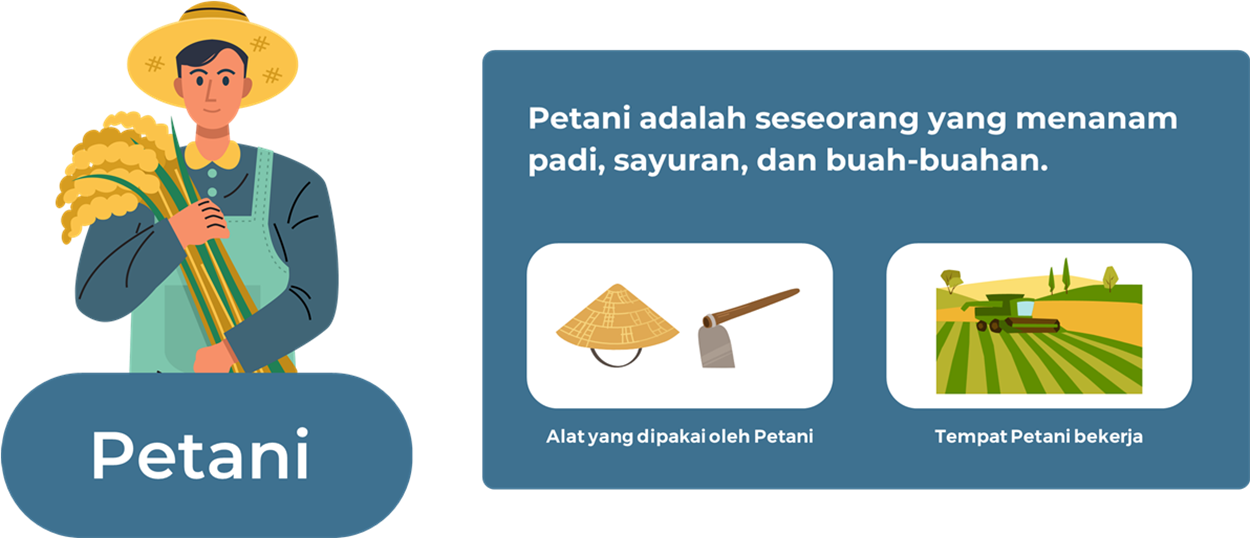 Petani
Petani adalah seseorang yang menanam
padi, sayuran, dan buah-buahan.
Alat yang dipakai oleh Petani
Tempat Petani bekerja